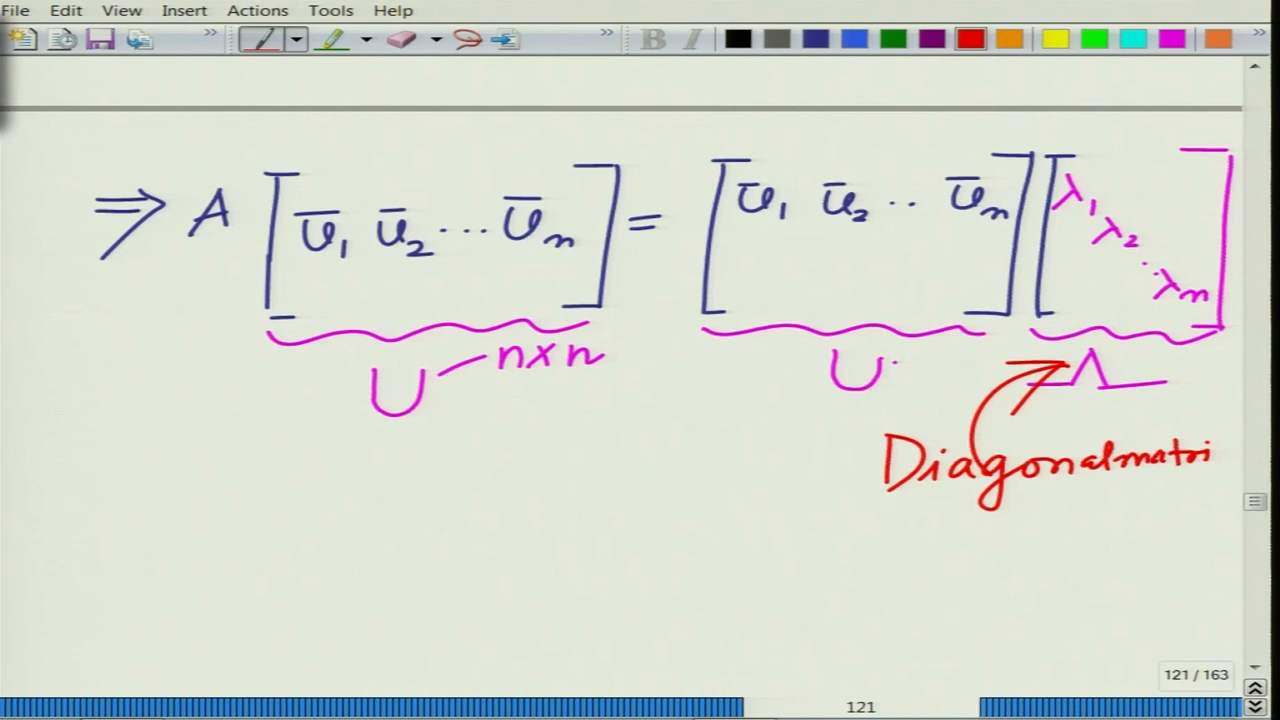 File Edit View Insert Actions Tools Help
B I
⇒ A [ū₁ ū₂ ... ūₙ] = [ū₁ ū₂ .. ūₙ] [λ₁ λ₂ ... λₙ]
U n×n U Λ
Diagonalmatri
121 / 163
121